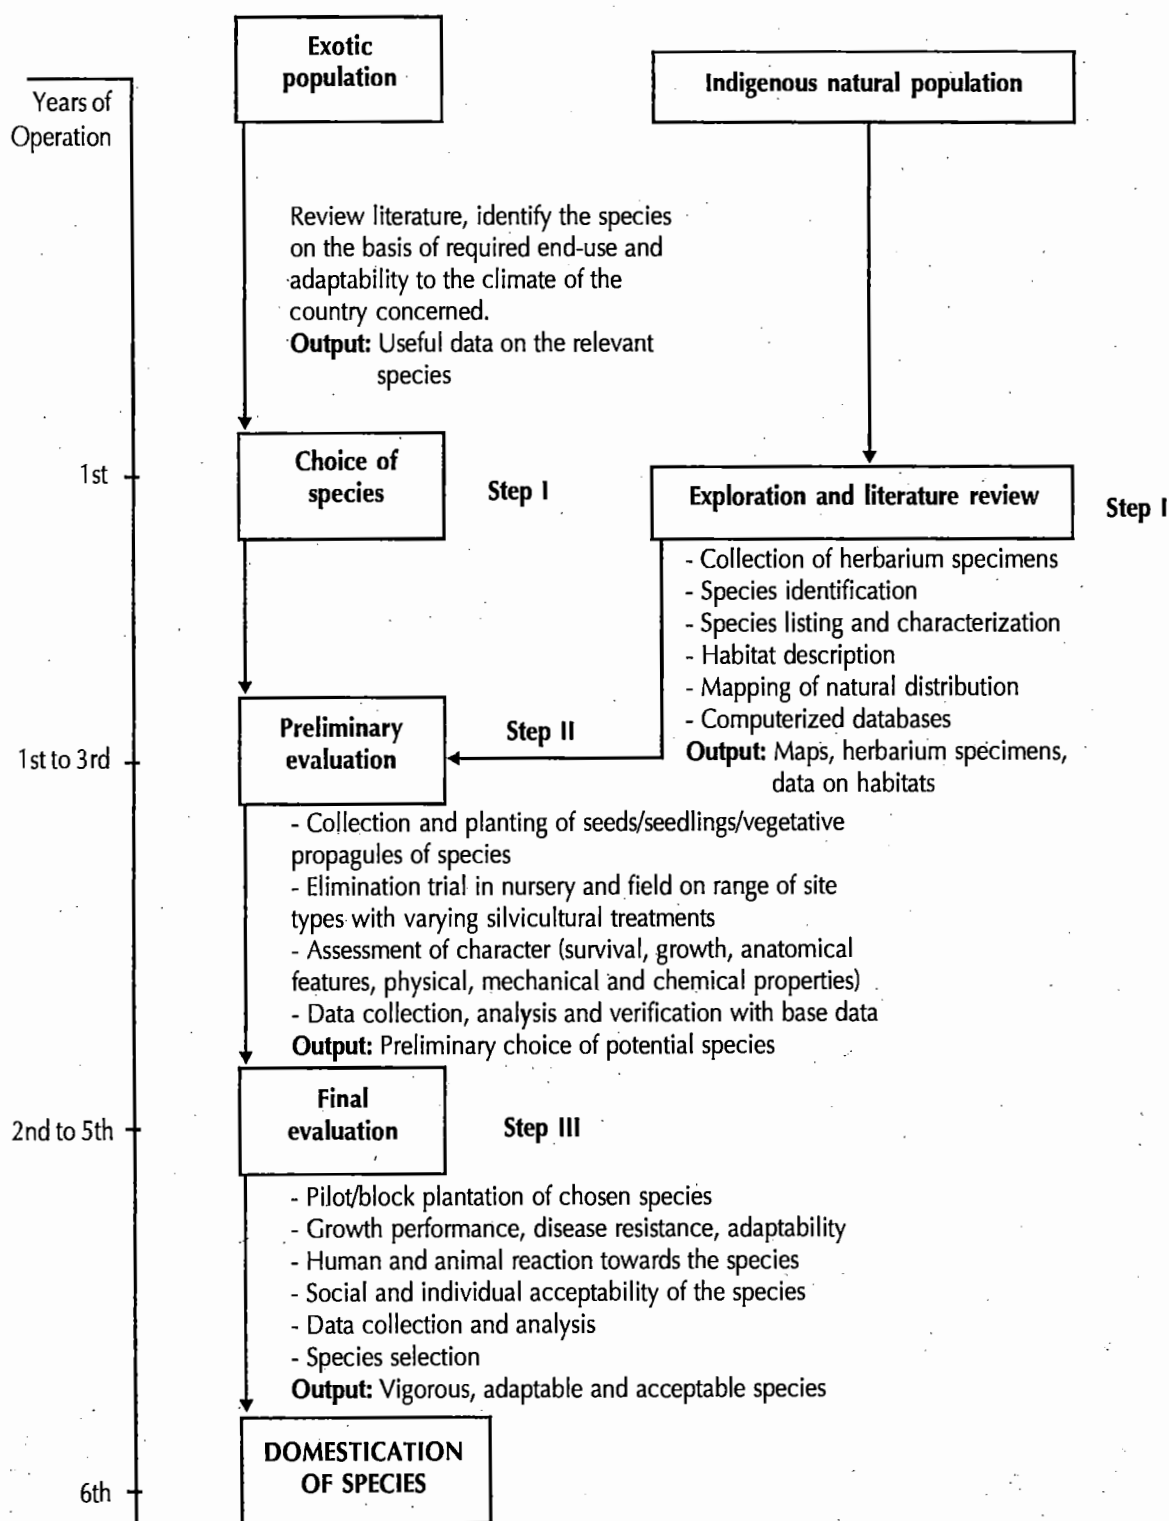 Exotic
population
Indigenous natural population
Years of
Operation
Review literature, identify the species
on the basis of required end-use and
adaptability to the climate of the
country concerned.
Output: Useful data on the relevant
species
1st
Choice of
species
Step I
Exploration and literature review
Step I
- Collection of herbarium specimens
- Species identification
- Species listing and characterization
- Habitat description
- Mapping of natural distribution
- Computerized databases
Output: Maps, herbarium specimens,
data on habitats
1st to 3rd
Preliminary
evaluation
Step II
- Collection and planting of seeds/seedlings/vegetative
propagules of species
- Elimination trial in nursery and field on range of site
types with varying silvicultural treatments
- Assessment of character (survival, growth, anatomical
features, physical, mechanical and chemical properties)
- Data collection, analysis and verification with base data
Output: Preliminary choice of potential species
2nd to 5th
Final
evaluation
Step III
- Pilot/block plantation of chosen species
- Growth performance, disease resistance, adaptability
- Human and animal reaction towards the species
- Social and individual acceptability of the species
- Data collection and analysis
- Species selection
Output: Vigorous, adaptable and acceptable species
DOMESTICATION
OF SPECIES
6th